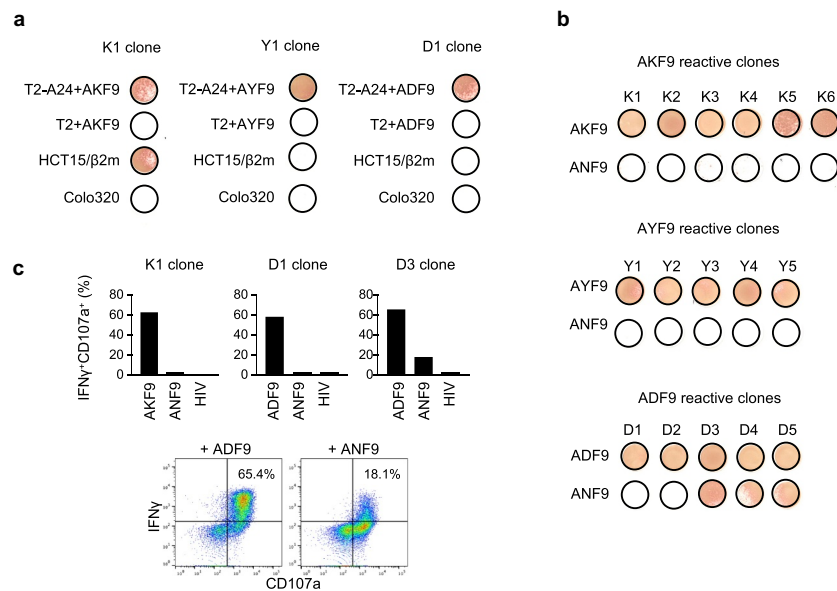 a
K1 clone
Y1 clone
D1 clone
T2-A24+AKF9
T2+AKF9
HCT15/β2m
Colo320
T2-A24+AYF9
T2+AYF9
HCT15/β2m
Colo320
T2-A24+ADF9
T2+ADF9
HCT15/β2m
Colo320
b
AKF9 reactive clones
K1 K2 K3 K4 K5 K6
AKF9
ANF9
AYF9 reactive clones
Y1 Y2 Y3 Y4 Y5
AYF9
ANF9
ADF9 reactive clones
D1 D2 D3 D4 D5
ADF9
ANF9
c
K1 clone
D1 clone
D3 clone
IFNγ⁺CD107a⁺ (%)
80
60
40
20
0
AKF9
ANF9
HIV
80
60
40
20
0
ADF9
ANF9
HIV
80
60
40
20
0
ADF9
ANF9
HIV
+ ADF9
+ ANF9
65.4%
18.1%
IFNγ
CD107a